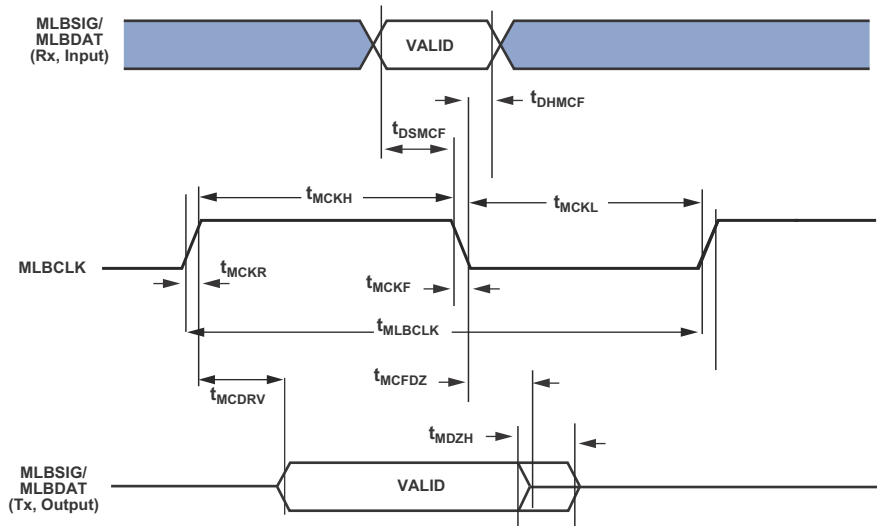 MLBSIG/
MLBDAT
(Rx, Input)
VALID
tDHMCF
tDSMCF
tMCKH
tMCKL
MLBCLK
tMCKR
tMCKF
tMLBCLK
tMCFDZ
tMCDRV
tMDZH
MLBSIG/
MLBDAT
(Tx, Output)
VALID